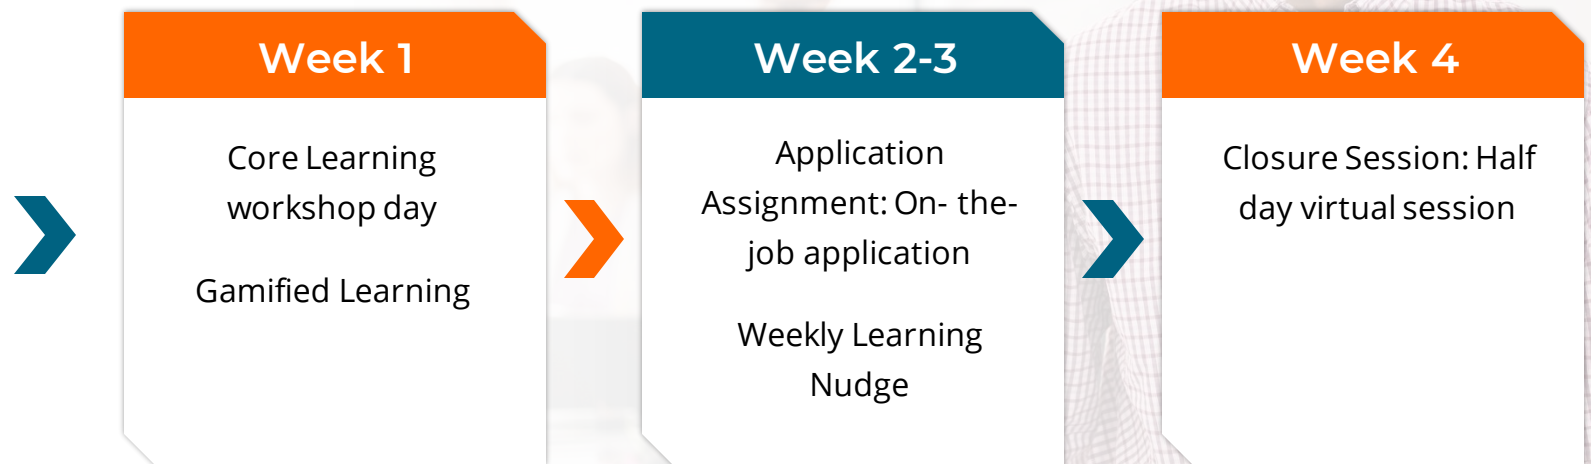 Week 1
Core Learning
workshop day
Gamified Learning
Week 2-3
Application
Assignment: On- the-
job application
Weekly Learning
Nudge
Week 4
Closure Session: Half
day virtual session